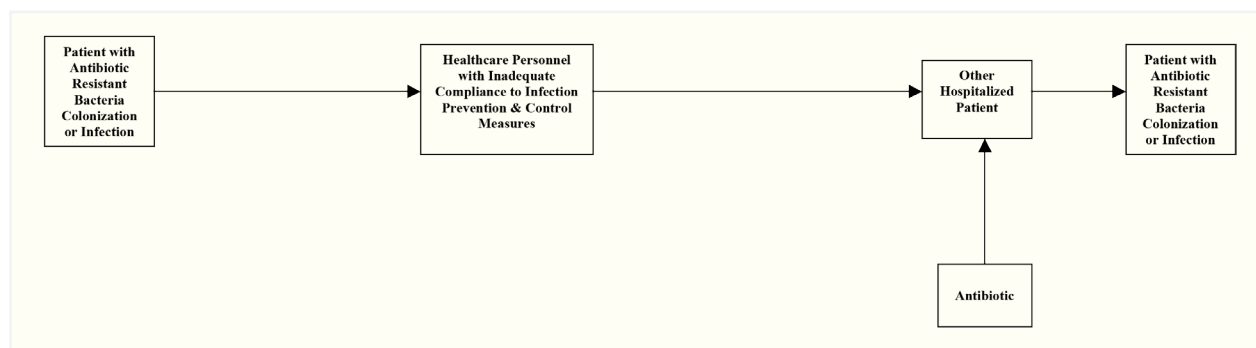 Patient with
Antibiotic
Resistant
Bacteria
Colonization
or Infection
Healthcare Personnel
with Inadequate
Compliance to Infection
Prevention & Control
Measures
Other
Hospitalized
Patient
Patient with
Antibiotic
Resistant
Bacteria
Colonization
or Infection
Antibiotic